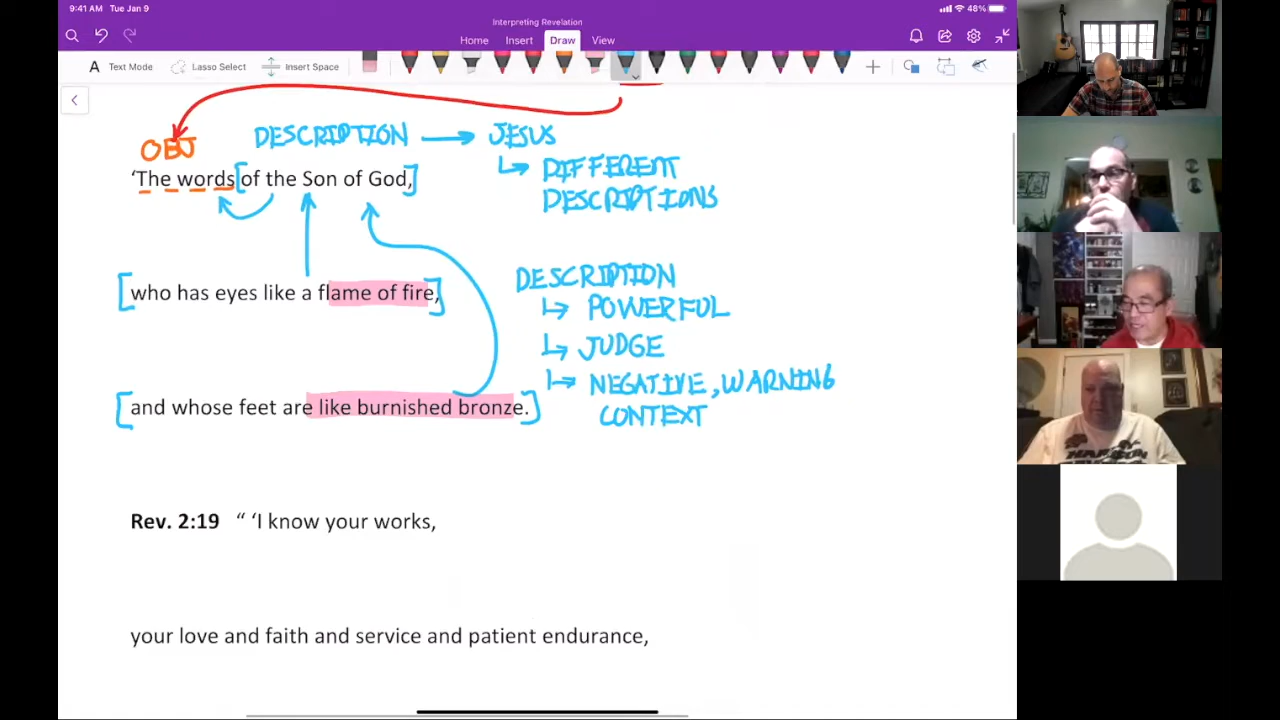 9:41 AM Tue Jan 9
48%
Interpreting Revelation
Home Insert Draw View
Text Mode Lasso Select Insert Space
OBJ
DESCRIPTION → JESUS
↳ DIFFERENT
DESCRIPTIONS
‘The words [of the Son of God,]
[who has eyes like a flame of fire,]
DESCRIPTION
↳ POWERFUL
↳ JUDGE
↳ NEGATIVE, WARNING
CONTEXT
[and whose feet are like burnished bronze.]
Rev. 2:19 “ ‘I know your works,
your love and faith and service and patient endurance,